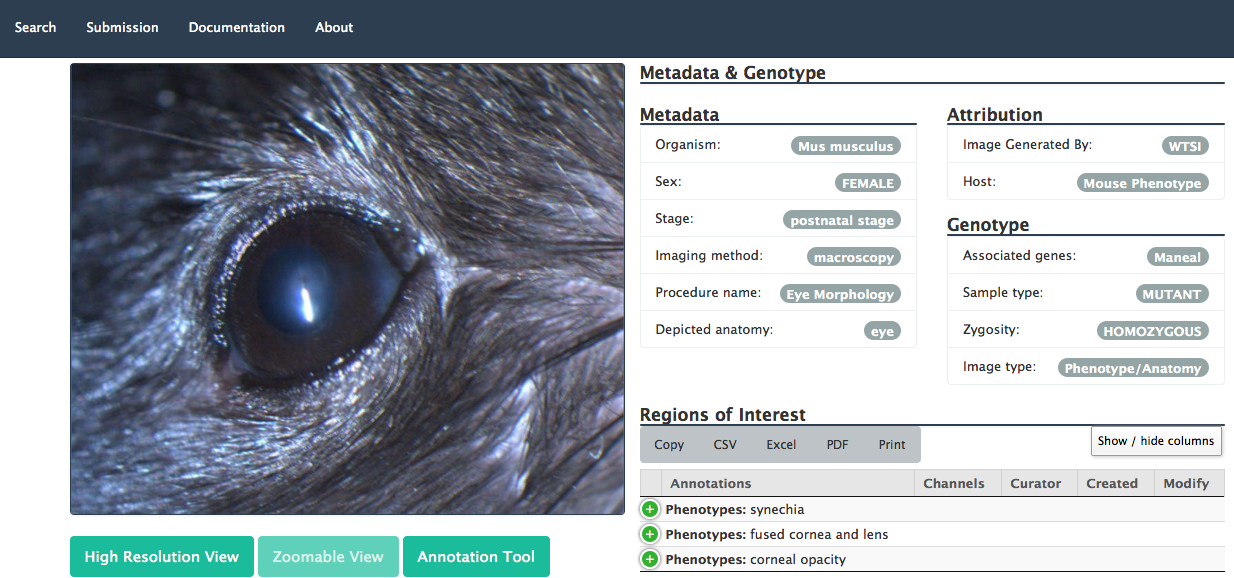 Search Submission Documentation About
Metadata & Genotype
Metadata
Organism: Mus musculus
Sex: FEMALE
Stage: postnatal stage
Imaging method: macroscopy
Procedure name: Eye Morphology
Depicted anatomy: eye
Attribution
Image Generated By: WTSI
Host: Mouse Phenotype
Genotype
Associated genes: Maneal
Sample type: MUTANT
Zygosity: HOMOZYGOUS
Image type: Phenotype/Anatomy
Regions of Interest
Copy CSV Excel PDF Print Show / hide columns
Annotations Channels Curator Created Modify
Phenotypes: synechia
Phenotypes: fused cornea and lens
Phenotypes: corneal opacity
High Resolution View Zoomable View Annotation Tool